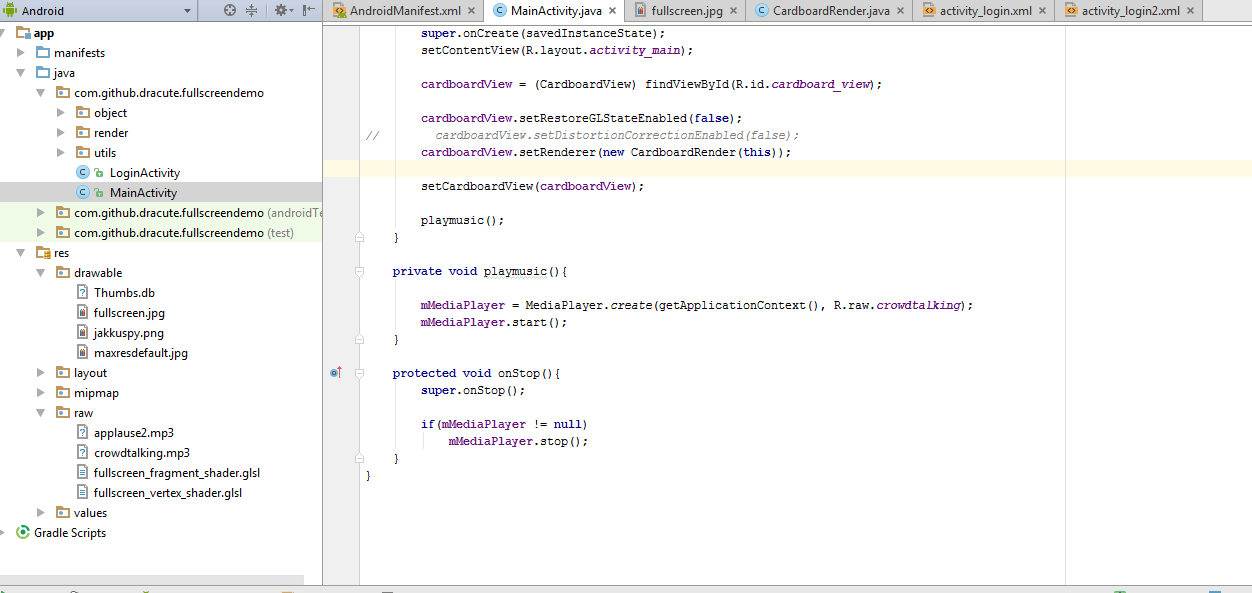 Android
AndroidManifest.xml
MainActivity.java
fullscreen.jpg
CardboardRender.java
activity_login.xml
activity_login2.xml
app
manifests
java
com.github.dracute.fullscreendemo
object
render
utils
LoginActivity
MainActivity
com.github.dracute.fullscreendemo (androidTe
com.github.dracute.fullscreendemo (test)
res
drawable
Thumbs.db
fullscreen.jpg
jakkuspy.png
maxresdefault.jpg
layout
mipmap
raw
applause2.mp3
crowdtalking.mp3
fullscreen_fragment_shader.glsl
fullscreen_vertex_shader.glsl
values
Gradle Scripts
super.onCreate(savedInstanceState);
setContentView(R.layout.activity_main);
cardboardView = (CardboardView) findViewById(R.id.cardboard_view);
cardboardView.setRestoreGLStateEnabled(false);
// cardboardView.setDistortionCorrectionEnabled(false);
cardboardView.setRenderer(new CardboardRender(this));
setCardboardView(cardboardView);
playmusic();
}
private void playmusic(){
mMediaPlayer = MediaPlayer.create(getApplicationContext(), R.raw.crowdtalking);
mMediaPlayer.start();
}
protected void onStop(){
super.onStop();
if(mMediaPlayer != null)
mMediaPlayer.stop();
}
}